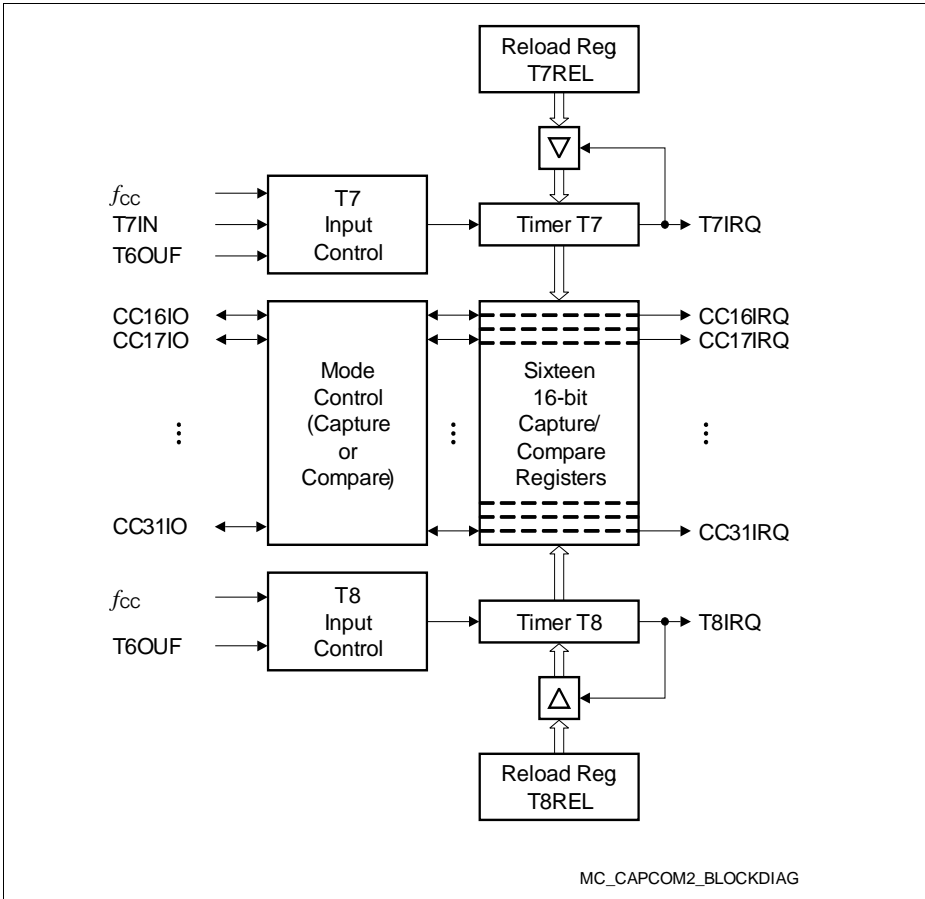 Reload Reg
T7REL
fCC
T7IN
T6OUF
T7
Input
Control
Timer T7
T7IRQ
CC16IO
CC17IO
CC31IO
Mode
Control
(Capture
or
Compare)
Sixteen
16-bit
Capture/
Compare
Registers
CC16IRQ
CC17IRQ
CC31IRQ
fCC
T6OUF
T8
Input
Control
Timer T8
T8IRQ
Reload Reg
T8REL
MC_CAPCOM2_BLOCKDIAG